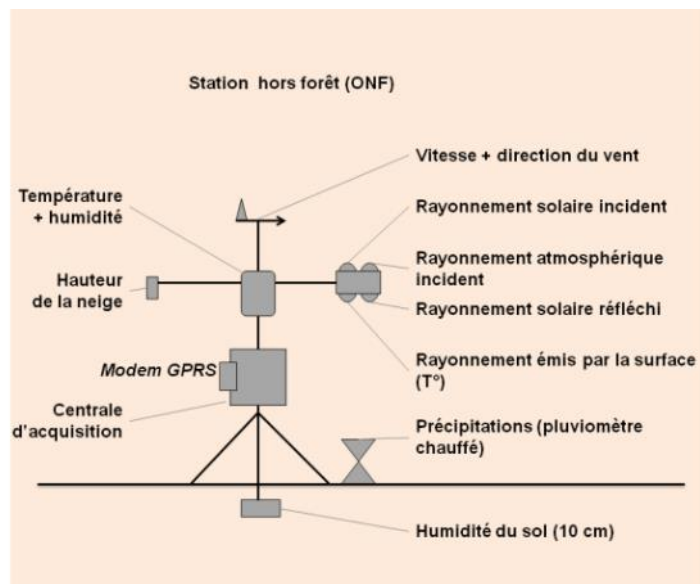 Station hors forêt (ONF)
Vitesse + direction du vent
Température
+ humidité
Rayonnement solaire incident
Rayonnement atmosphérique
incident
Hauteur
de la neige
Rayonnement solaire réfléchi
Modem GPRS
Rayonnement émis par la surface
(T°)
Centrale
d'acquisition
Précipitations (pluviomètre
chauffé)
Humidité du sol (10 cm)